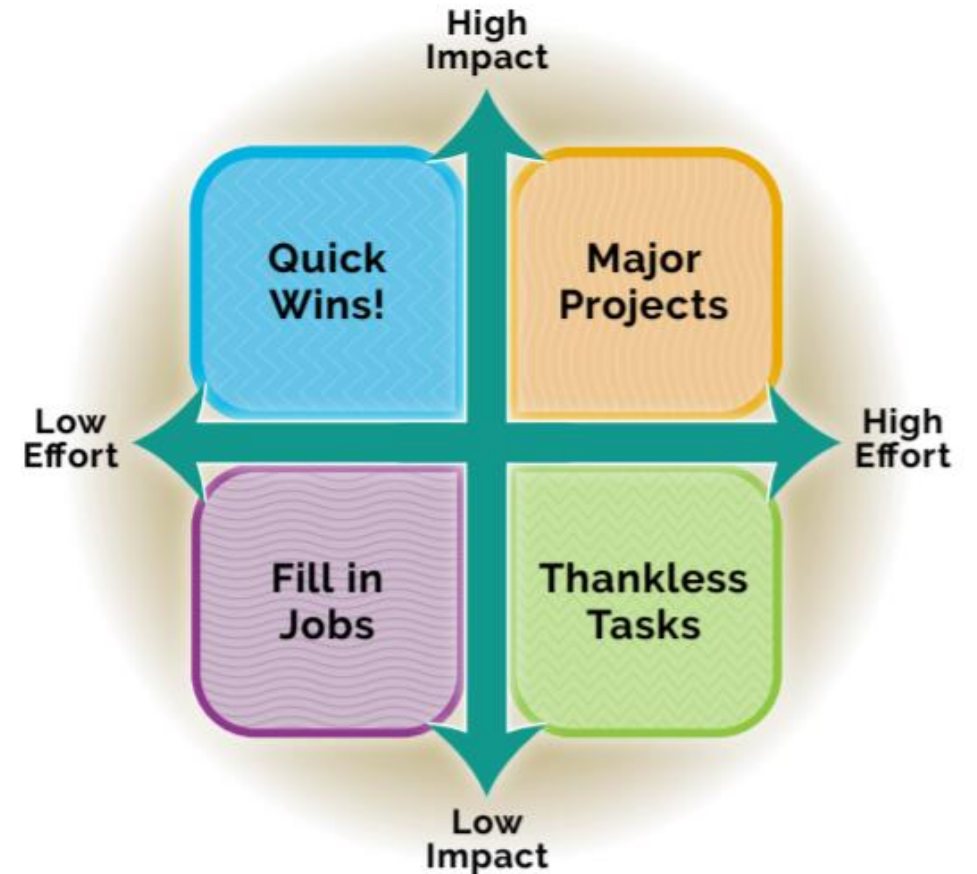 High
Impact
Quick
Wins!
Major
Projects
Low
Effort
High
Effort
Fill in
Jobs
Thankless
Tasks
Low
Impact